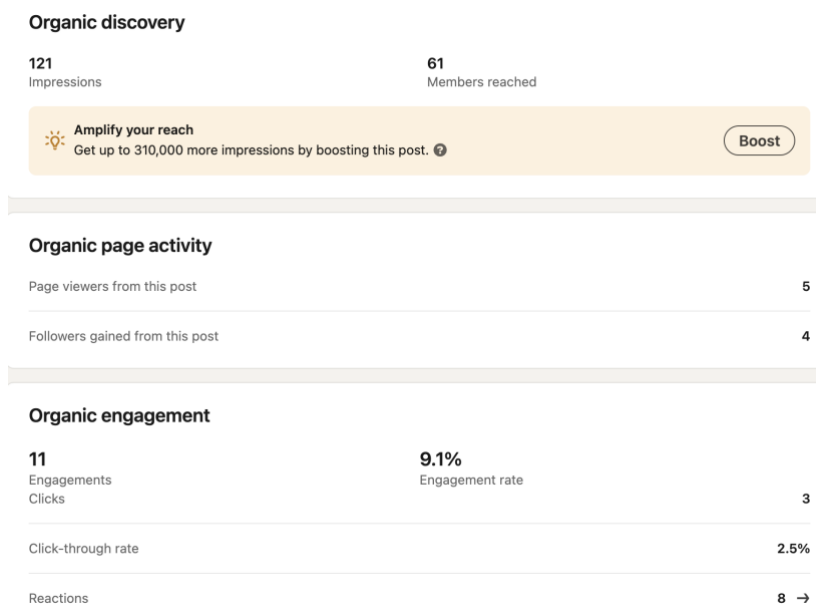 Organic discovery
121 61
Impressions Members reached
Amplify your reach
Get up to 310,000 more impressions by boosting this post. ?
Boost
Organic page activity
Page viewers from this post 5
Followers gained from this post 4
Organic engagement
11 9.1%
Engagements Engagement rate
Clicks 3
Click-through rate 2.5%
Reactions 8 →